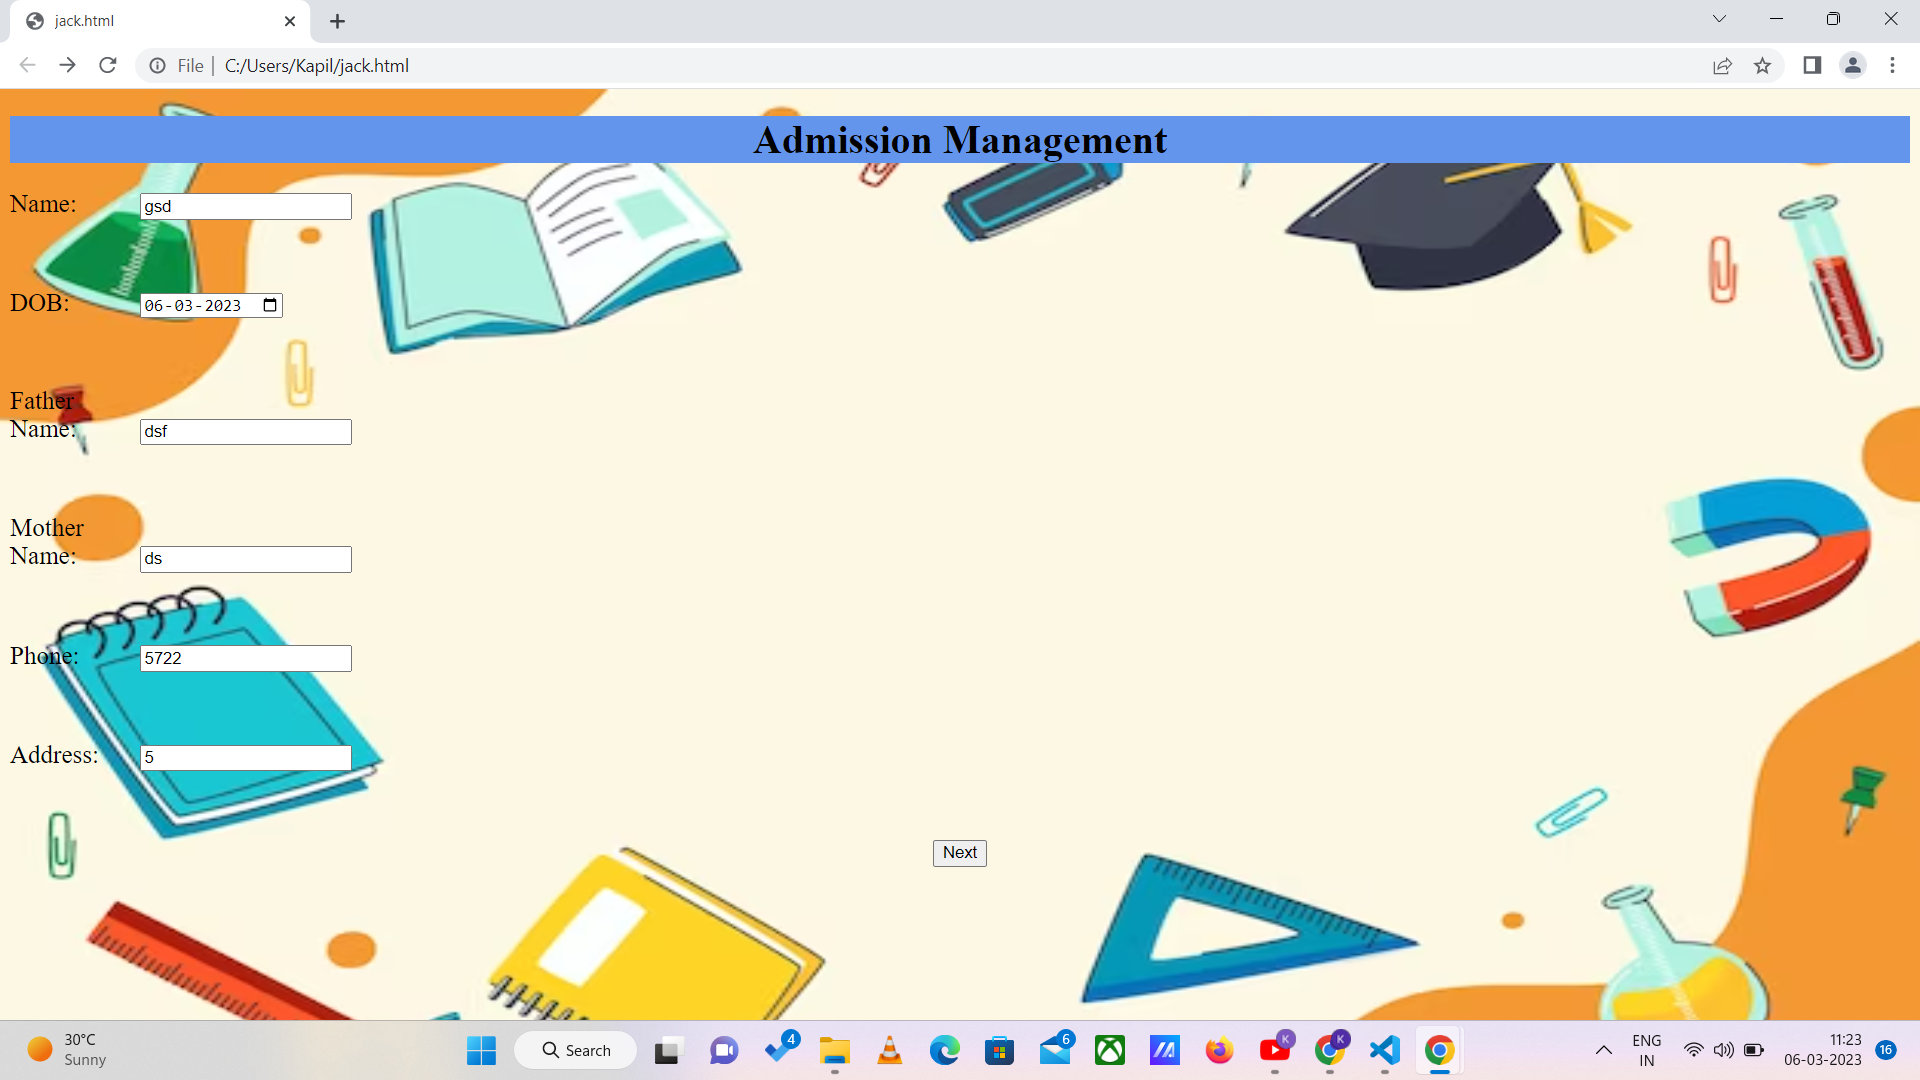 jack.html
File
C:/Users/Kapil/jack.html
Admission Management
Name: gsd
DOB: 06-03-2023
Father
Name: dsf
Mother
Name: ds
Phone: 5722
Address: 5
Next
30°C
Sunny
Search
4
6
K
K
ENG
IN
11:23
06-03-2023
16